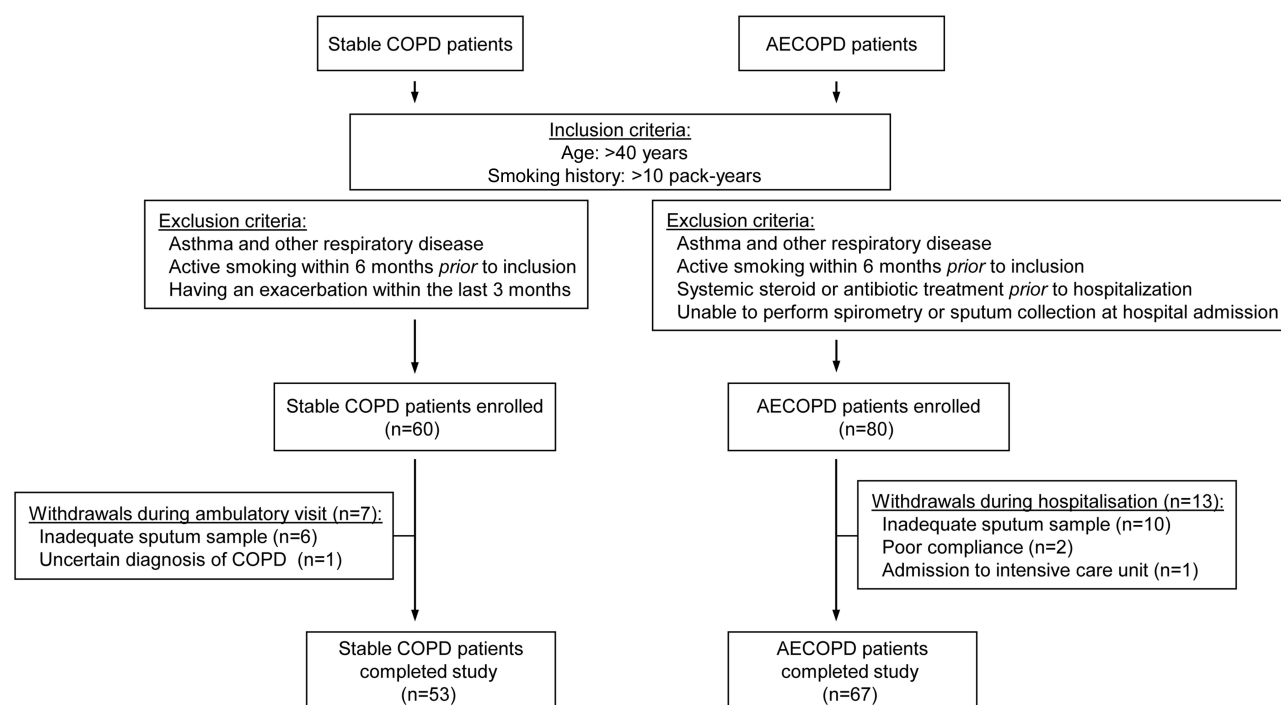 Stable COPD patients
AECOPD patients
Inclusion criteria:
Age: >40 years
Smoking history: >10 pack-years
Exclusion criteria:
Asthma and other respiratory disease
Active smoking within 6 months prior to inclusion
Having an exacerbation within the last 3 months
Exclusion criteria:
Asthma and other respiratory disease
Active smoking within 6 months prior to inclusion
Systemic steroid or antibiotic treatment prior to hospitalization
Unable to perform spirometry or sputum collection at hospital admission
Stable COPD patients enrolled
(n=60)
AECOPD patients enrolled
(n=80)
Withdrawals during ambulatory visit (n=7):
Inadequate sputum sample (n=6)
Uncertain diagnosis of COPD (n=1)
Withdrawals during hospitalisation (n=13):
Inadequate sputum sample (n=10)
Poor compliance (n=2)
Admission to intensive care unit (n=1)
Stable COPD patients
completed study
(n=53)
AECOPD patients
completed study
(n=67)